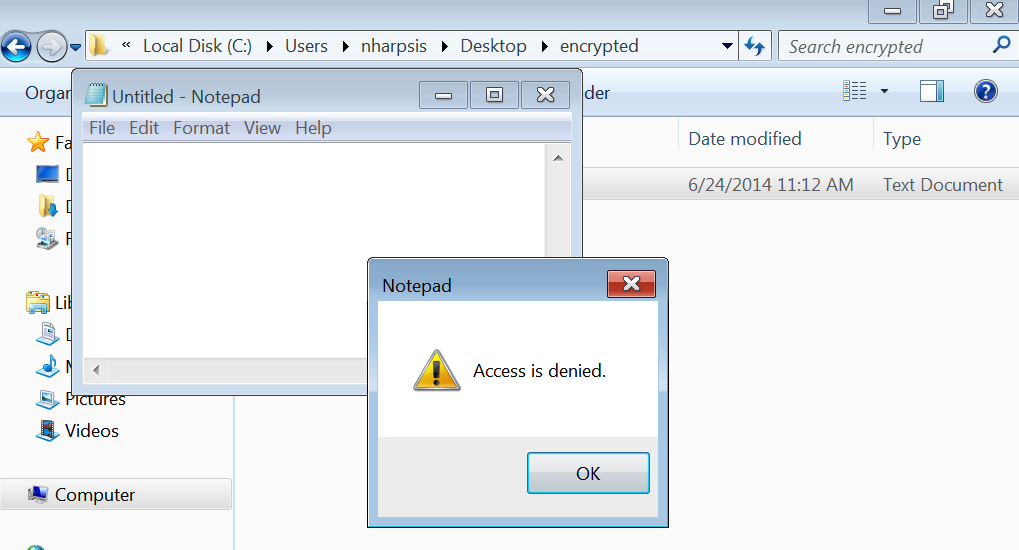 « Local Disk (C:) Users nharpsis Desktop encrypted
Search encrypted
Organ
der
Untitled - Notepad
File Edit Format View Help
Date modified Type
6/24/2014 11:12 AM Text Document
Fa
Lib
Pictures
Videos
Computer
Notepad
Access is denied.
OK